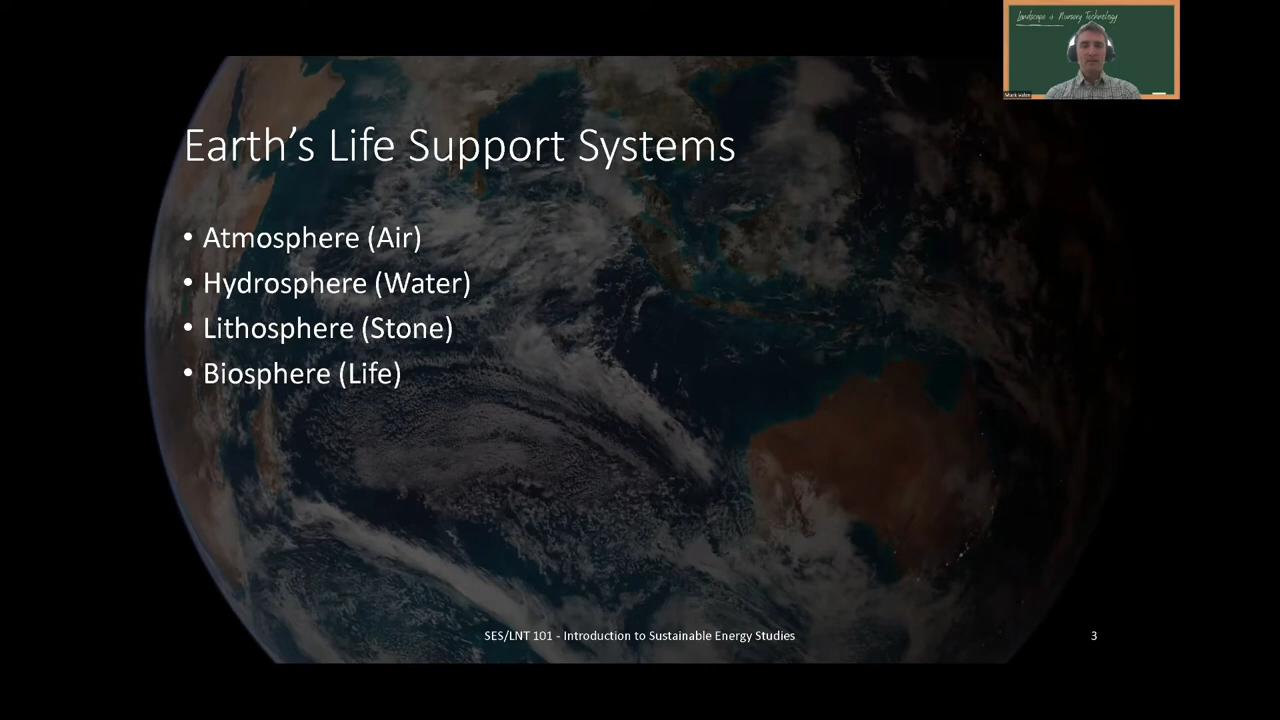 Landscape & Nursery Technology
Earth's Life Support Systems
• Atmosphere (Air)
• Hydrosphere (Water)
• Lithosphere (Stone)
• Biosphere (Life)
SES/LNT 101 - Introduction to Sustainable Energy Studies
3